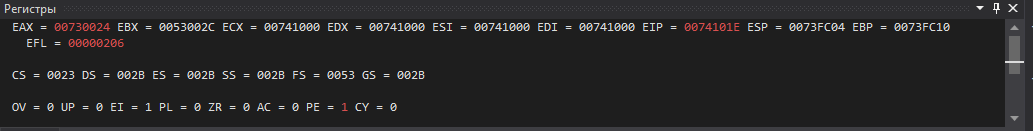 Регистры
EAX = 00730024 EBX = 0053002C ECX = 00741000 EDX = 00741000 ESI = 00741000 EDI = 00741000 EIP = 0074101E ESP = 0073FC04 EBP = 0073FC10
EFL = 00000206
CS = 0023 DS = 002B ES = 002B SS = 002B FS = 0053 GS = 002B
OV = 0 UP = 0 EI = 1 PL = 0 ZR = 0 AC = 0 PE = 1 CY = 0